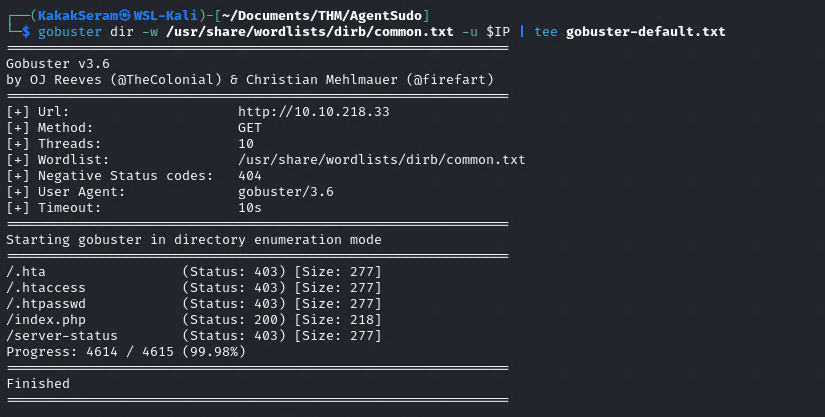 ┌──(KakakSeram㉿WSL-Kali)-[~/Documents/THM/AgentSudo]
└─$ gobuster dir -w /usr/share/wordlists/dirb/common.txt -u $IP | tee gobuster-default.txt
===============================================================
Gobuster v3.6
by OJ Reeves (@TheColonial) & Christian Mehlmauer (@firefart)
===============================================================
[+] Url:                     http://10.10.218.33
[+] Method:                  GET
[+] Threads:                 10
[+] Wordlist:                /usr/share/wordlists/dirb/common.txt
[+] Negative Status codes:   404
[+] User Agent:              gobuster/3.6
[+] Timeout:                 10s
===============================================================
Starting gobuster in directory enumeration mode
===============================================================
/.hta                 (Status: 403) [Size: 277]
/.htaccess            (Status: 403) [Size: 277]
/.htpasswd            (Status: 403) [Size: 277]
/index.php            (Status: 200) [Size: 218]
/server-status        (Status: 403) [Size: 277]
Progress: 4614 / 4615 (99.98%)
===============================================================
Finished
===============================================================